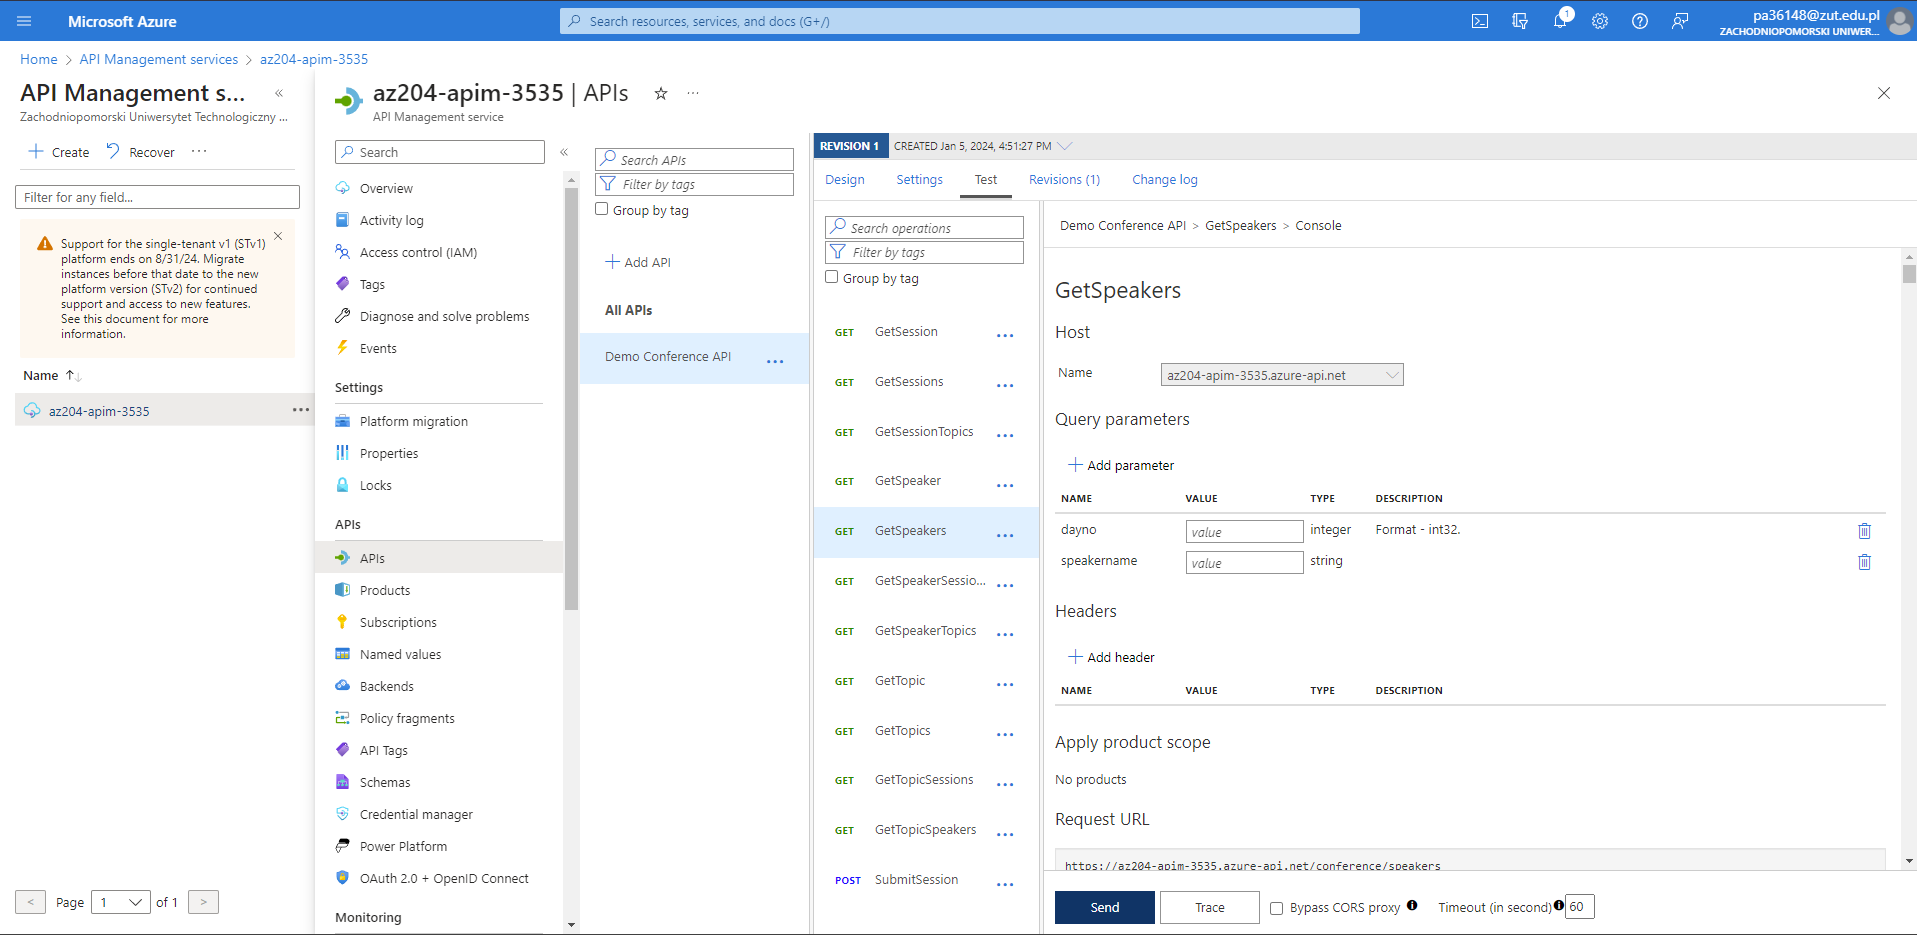 Microsoft Azure
Search resources, services, and docs (G+/)
1
pa36148@zut.edu.pl
ZACHODNIOPOMORSKI UNIWER...
Home > API Management services > az204-apim-3535
API Management s... «
Zachodniopomorski Uniwersytet Technologiczny ...
+ Create Recover ...
Filter for any field...
Support for the single-tenant v1 (STv1)
platform ends on 8/31/24. Migrate
instances before that date to the new
platform version (STv2) for continued
support and access to new features.
See this document for more
information.
Name ↑↓
az204-apim-3535 ...
< Page 1 of 1 >
az204-apim-3535 | APIs ...
API Management service
Search «
Overview
Activity log
Access control (IAM)
Tags
Diagnose and solve problems
Events
Settings
Platform migration
Properties
Locks
APIs
APIs
Products
Subscriptions
Named values
Backends
Policy fragments
API Tags
Schemas
Credential manager
Power Platform
OAuth 2.0 + OpenID Connect
Monitoring
Search APIs
Filter by tags
Group by tag
+ Add API
All APIs
Demo Conference API ...
REVISION 1 CREATED Jan 5, 2024, 4:51:27 PM
Design Settings Test Revisions (1) Change log
Search operations
Filter by tags
Group by tag
GET GetSession ...
GET GetSessions ...
GET GetSessionTopics ...
GET GetSpeaker ...
GET GetSpeakers ...
GET GetSpeakerSessio... ...
GET GetSpeakerTopics ...
GET GetTopic ...
GET GetTopics ...
GET GetTopicSessions ...
GET GetTopicSpeakers ...
POST SubmitSession ...
Demo Conference API > GetSpeakers > Console
GetSpeakers
Host
Name az204-apim-3535.azure-api.net
Query parameters
+ Add parameter
NAME VALUE TYPE DESCRIPTION
dayno value integer Format - int32.
speakername value string
Headers
+ Add header
NAME VALUE TYPE DESCRIPTION
Apply product scope
No products
Request URL
https://az204-apim-3535.azure-api.net/conference/speakers
Send Trace Bypass CORS proxy Timeout (in second) 60